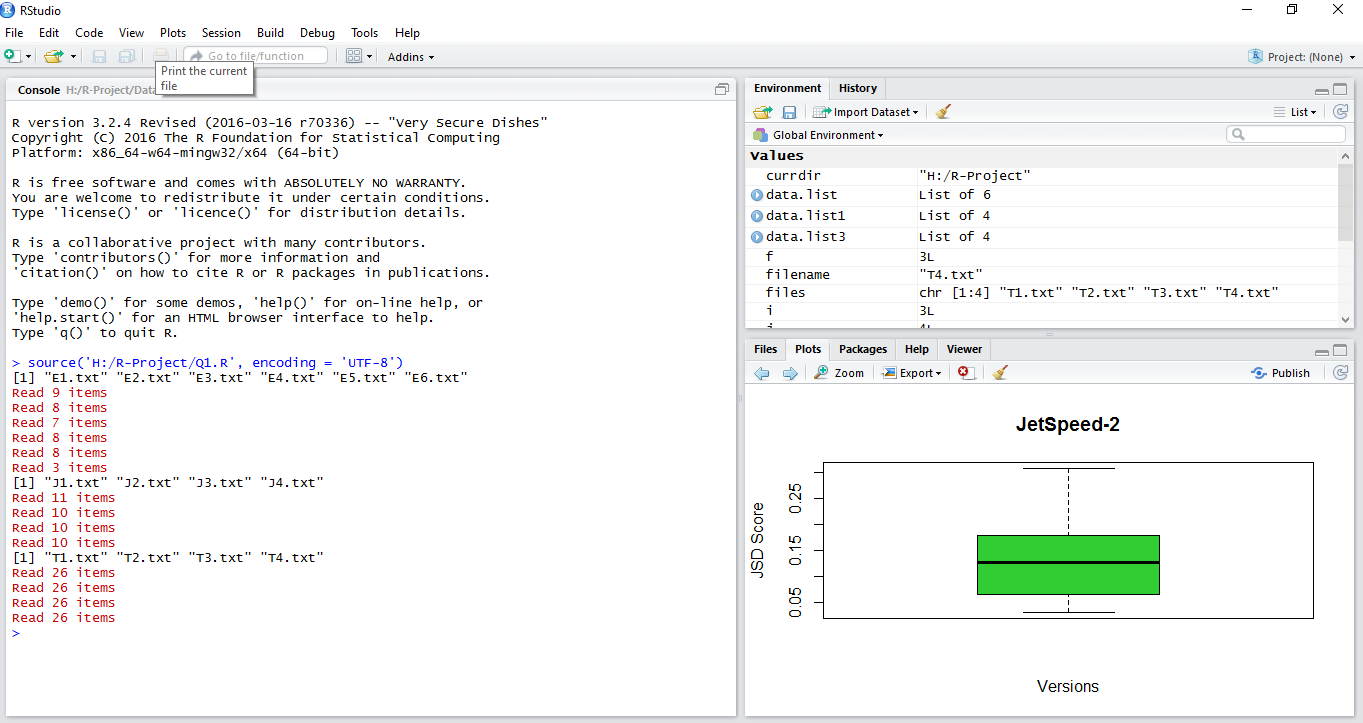 RStudio
File Edit Code View Plots Session Build Debug Tools Help
Go to file/function Addins Project: (None)
Print the current
file
Console H:/R-Project/Data
R version 3.2.4 Revised (2016-03-16 r70336) -- "Very Secure Dishes"
Copyright (C) 2016 The R Foundation for Statistical Computing
Platform: x86_64-w64-mingw32/x64 (64-bit)
R is free software and comes with ABSOLUTELY NO WARRANTY.
You are welcome to redistribute it under certain conditions.
Type 'license()' or 'licence()' for distribution details.
R is a collaborative project with many contributors.
Type 'contributors()' for more information and
'citation()' on how to cite R or R packages in publications.
Type 'demo()' for some demos, 'help()' for on-line help, or
'help.start()' for an HTML browser interface to help.
Type 'q()' to quit R.
> source('H:/R-Project/Q1.R', encoding = 'UTF-8')
[1] "E1.txt" "E2.txt" "E3.txt" "E4.txt" "E5.txt" "E6.txt"
Read 9 items
Read 8 items
Read 7 items
Read 8 items
Read 8 items
Read 3 items
[1] "J1.txt" "J2.txt" "J3.txt" "J4.txt"
Read 11 items
Read 10 items
Read 10 items
Read 10 items
[1] "T1.txt" "T2.txt" "T3.txt" "T4.txt"
Read 26 items
Read 26 items
Read 26 items
Read 26 items
>
Environment History
Import Dataset List
Global Environment
Values
currdir "H:/R-Project"
data.list List of 6
data.list1 List of 4
data.list3 List of 4
f 3L
filename "T4.txt"
files chr [1:4] "T1.txt" "T2.txt" "T3.txt" "T4.txt"
i 3L
Files Plots Packages Help Viewer
Zoom Export Publish
JetSpeed-2
JSD Score
0.25
0.15
0.05
Versions